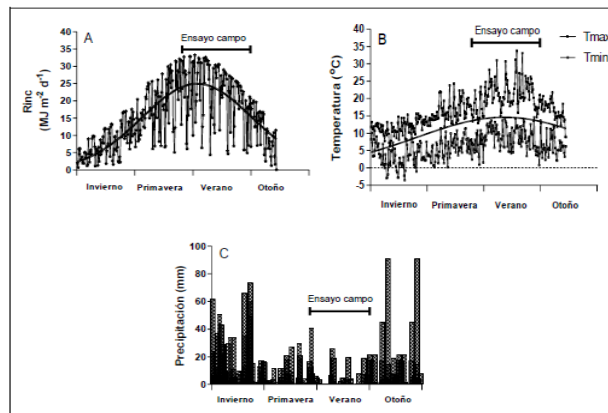 A
Ensayo campo
Rinc
(MJ m-2 d-1)
40
35
30
25
20
15
10
5
0
Invierno Primavera Verano Otoño
B
Ensayo campo
Tmax
Tmin
Temperatura (°C)
40
35
30
25
20
15
10
5
0
-5
Invierno Primavera Verano Otoño
C
Ensayo campo
Precipitación (mm)
100
80
60
40
20
0
Invierno Primavera Verano Otoño